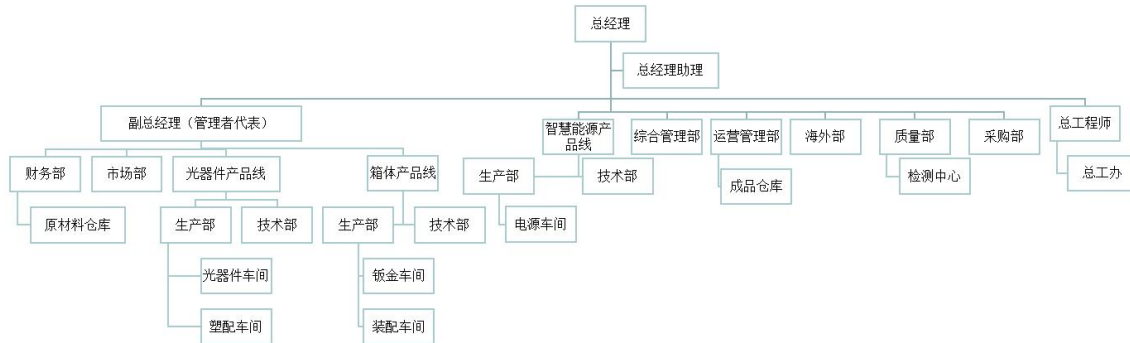 总经理
总经理助理
副总经理（管理者代表）
智慧能源产
品线
综合管理部
运营管理部
海外部
质量部
采购部
总工程师
财务部
市场部
光器件产品线
箱体产品线
生产部
技术部
成品仓库
检测中心
总工办
原材料仓库
生产部
技术部
生产部
技术部
电源车间
光器件车间
钣金车间
塑配车间
装配车间